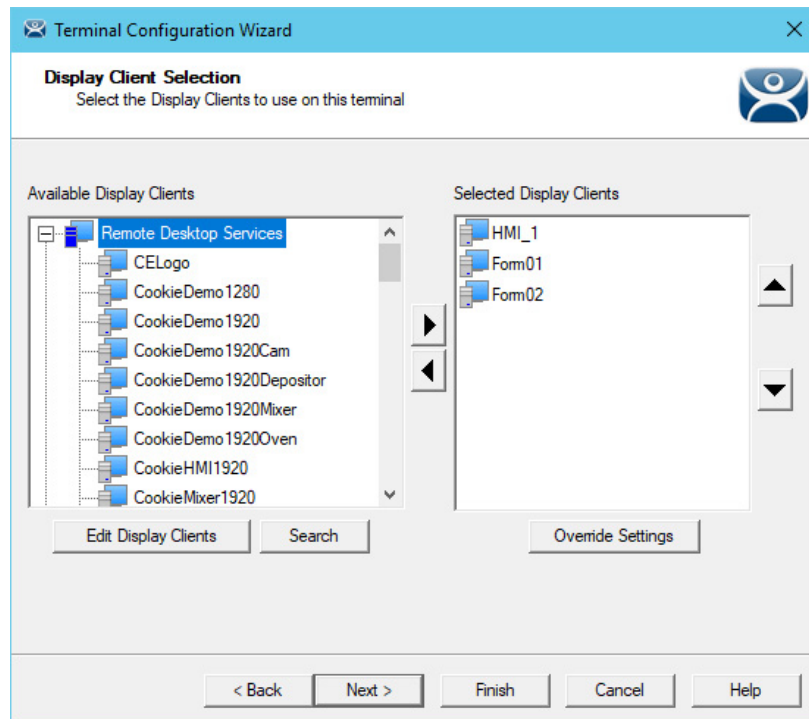 Terminal Configuration Wizard
Display Client Selection
Select the Display Clients to use on this terminal
Available Display Clients
Remote Desktop Services
CELogo
CookieDemo1280
CookieDemo1920
CookieDemo1920Cam
CookieDemo1920Depositor
CookieDemo1920Mixer
CookieDemo1920Oven
CookieHMI1920
CookieMixer1920
Edit Display Clients
Search
Selected Display Clients
HMI_1
Form01
Form02
Override Settings
< Back
Next >
Finish
Cancel
Help